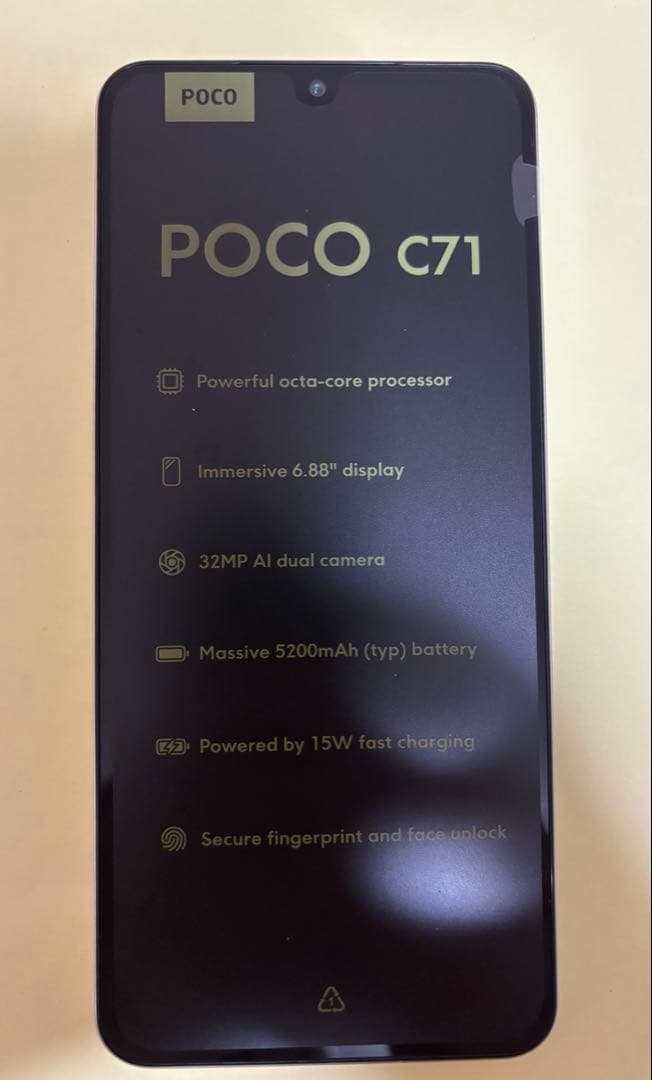 POCO
POCO C71
Powerful octa-core processor
Immersive 6.88" display
32MP AI dual camera
Massive 5200mAh (typ) battery
Powered by 15W fast charging
Secure fingerprint and face unlock
1